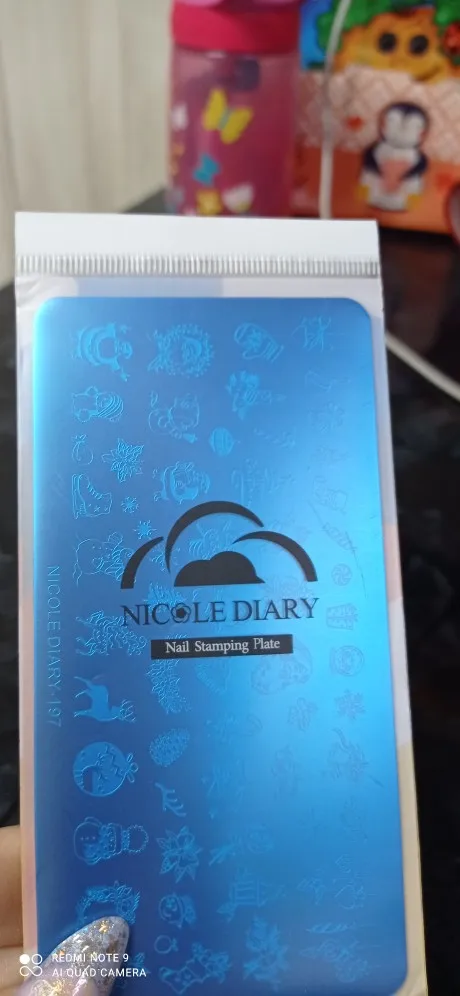 NICOLE DIARY
Nail Stamping Plate
NICOLE DIARY·197
REDMI NOTE 9
AI QUAD CAMERA